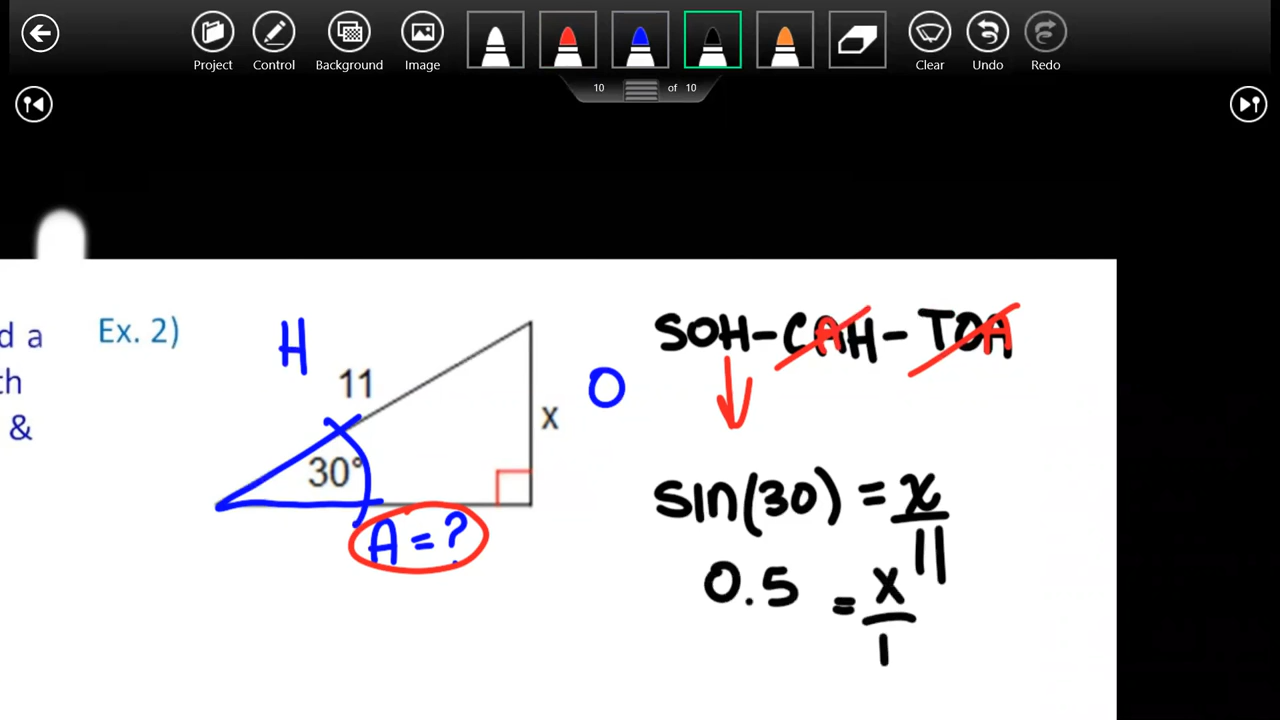 Project Control Background Image Clear Undo Redo
10 of 10
d a
th
&
Ex. 2)
H
11
O
x
30°
A = ?
SOH - CAH - TOA
sin(30) = x/11
0.5 = x/1